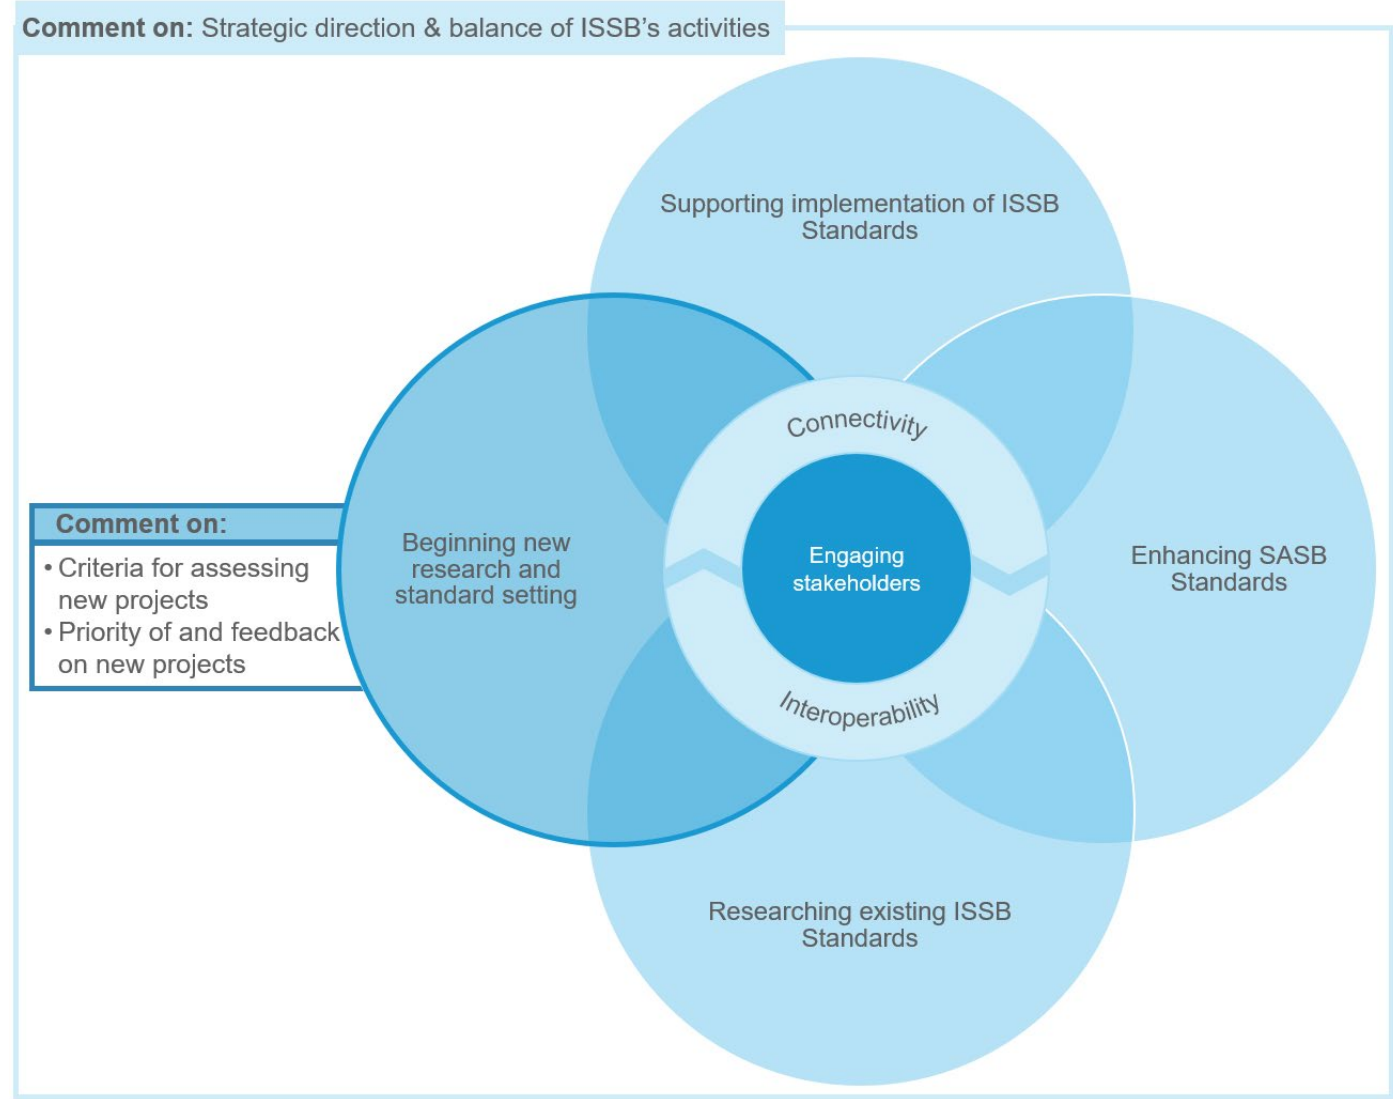 Comment on: Strategic direction & balance of ISSB's activities
Supporting implementation of ISSB
Standards
Connectivity
Comment on:
• Criteria for assessing
new projects
• Priority of and feedback
on new projects
Beginning new
research and
standard setting
Engaging
stakeholders
Enhancing SASB
Standards
Interoperability
Researching existing ISSB
Standards